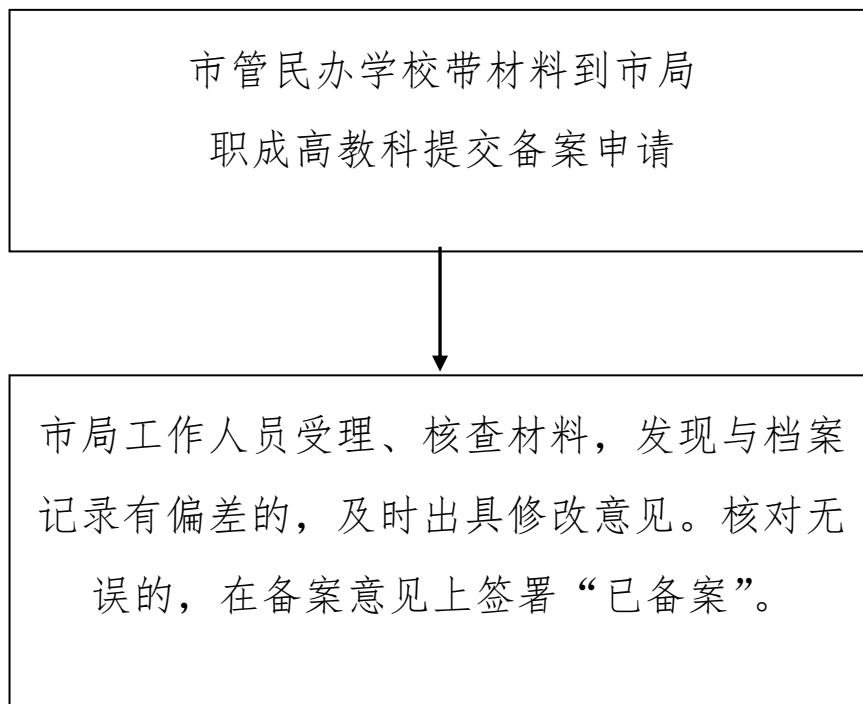 市管民办学校带材料到市局
职成高教科提交备案申请
市局工作人员受理、核查材料，发现与档案
记录有偏差的，及时出具修改意见。核对无
误的，在备案意见上签署“已备案”。